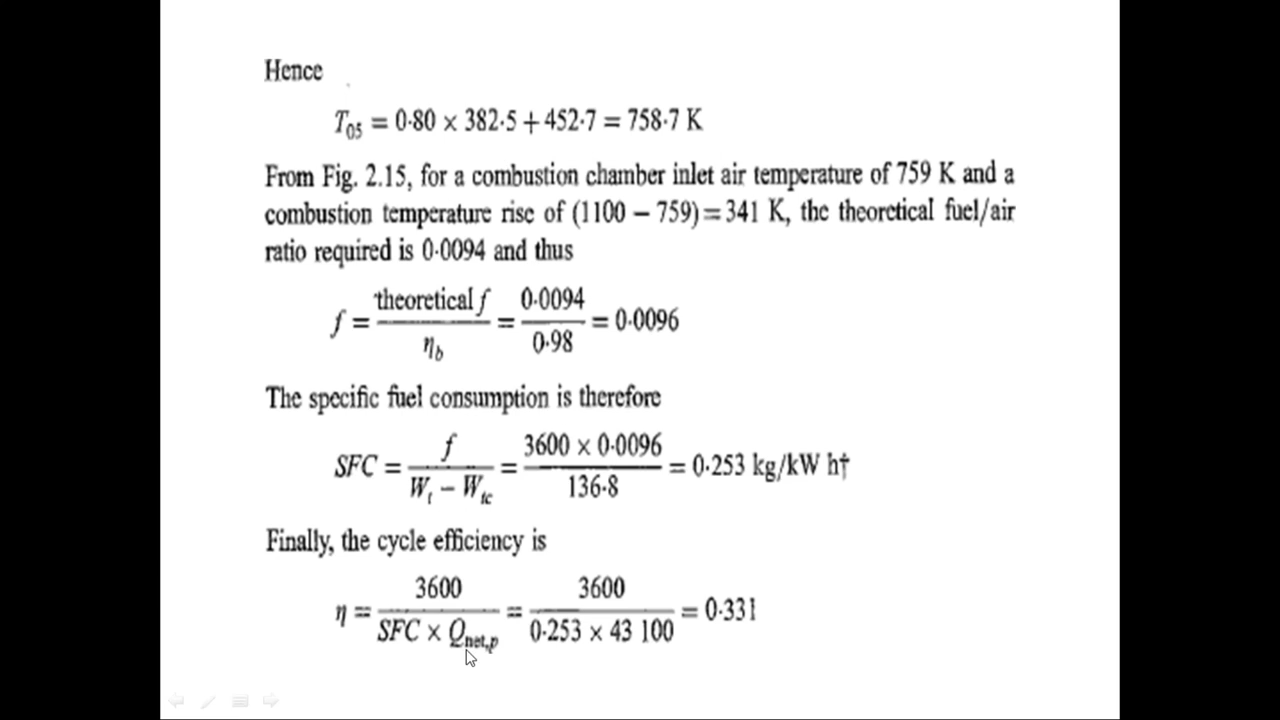 Hence
T05 = 0·80 × 382·5 + 452·7 = 758·7 K
From Fig. 2.15, for a combustion chamber inlet air temperature of 759 K and a
combustion temperature rise of (1100 − 759) = 341 K, the theoretical fuel/air
ratio required is 0·0094 and thus
f = theoretical f / ηb = 0·0094 / 0·98 = 0·0096
The specific fuel consumption is therefore
SFC = f / Wt − Wtc = 3600 × 0·0096 / 136·8 = 0·253 kg/kW h†
Finally, the cycle efficiency is
η = 3600 / SFC × Qnet,p = 3600 / 0·253 × 43 100 = 0·331